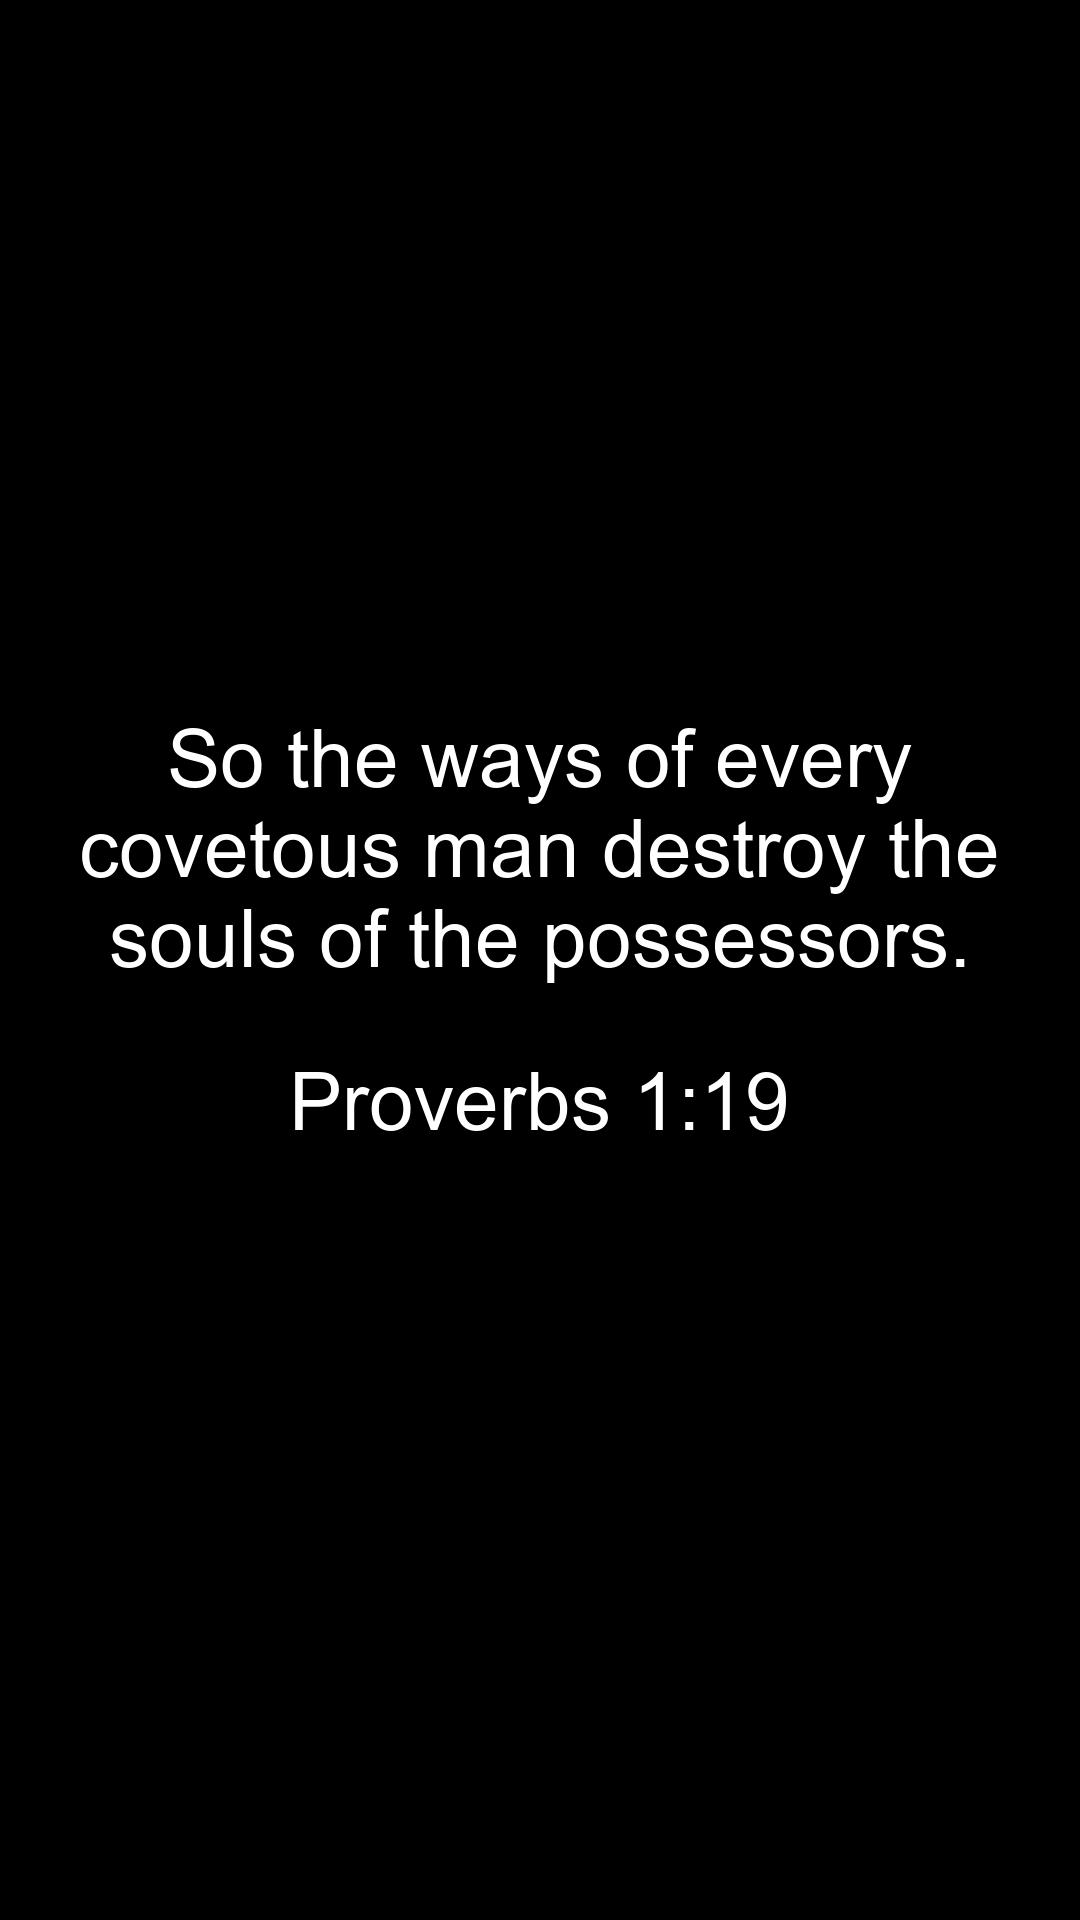 So the ways of every
covetous man destroy the
souls of the possessors.
Proverbs 1:19